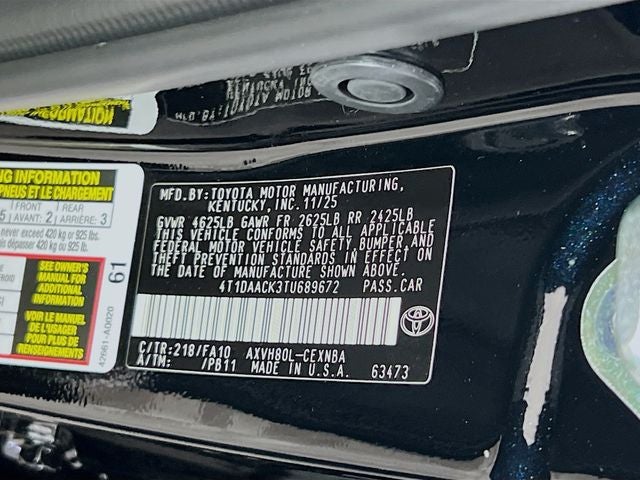 NG INFORMATION
PNEUS ET LE CHARGEMENT
5 FRONT REAR
AVANT: 2 ARRIÈRE: 3
never exceed 420 kg or 925 lbs.
dépasser 420 kg ou 925 lb.
SEE OWNER'S
MANUAL FOR
ADDITIONAL
INFORMATION
VOIR LE MANUEL
DE L'USAGER
POUR PLUS DE
RENSEIGNEMENTS
61
42661-A0020
MFD.BY:TOYOTA MOTOR MANUFACTURING,
KENTUCKY, INC. 11/25
GVWR 4625LB GAWR FR 2625LB RR 2425LB
THIS VEHICLE CONFORMS TO ALL APPLICABLE
FEDERAL MOTOR VEHICLE SAFETY,BUMPER,AND
THEFT PREVENTION STANDARDS IN EFFECT ON
THE DATE OF MANUFACTURE SHOWN ABOVE.
4T1DAACK3TU689672 PASS.CAR
C/TR:218/FA10 AXVH80L-CEXNBA
A/TM: /PB11 MADE IN U.S.A. 63473